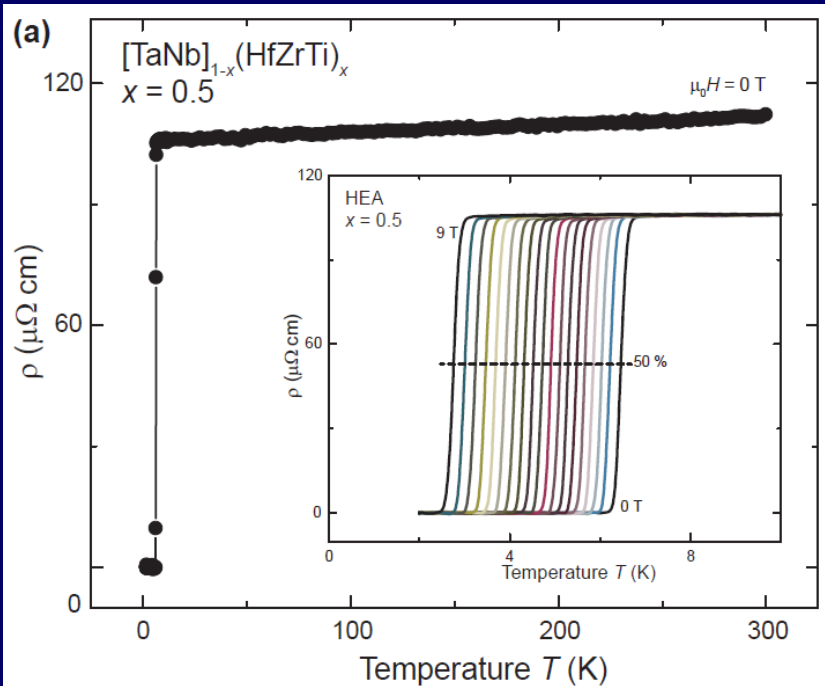 (a)
[TaNb]1-x(HfZrTi)x
x = 0.5
μ0H = 0 T
120
60
0
ρ (μΩ cm)
0 100 200 300
Temperature T (K)
HEA
x = 0.5
9 T
50 %
0 T
120
60
0
ρ (μΩ cm)
0 4 8
Temperature T (K)